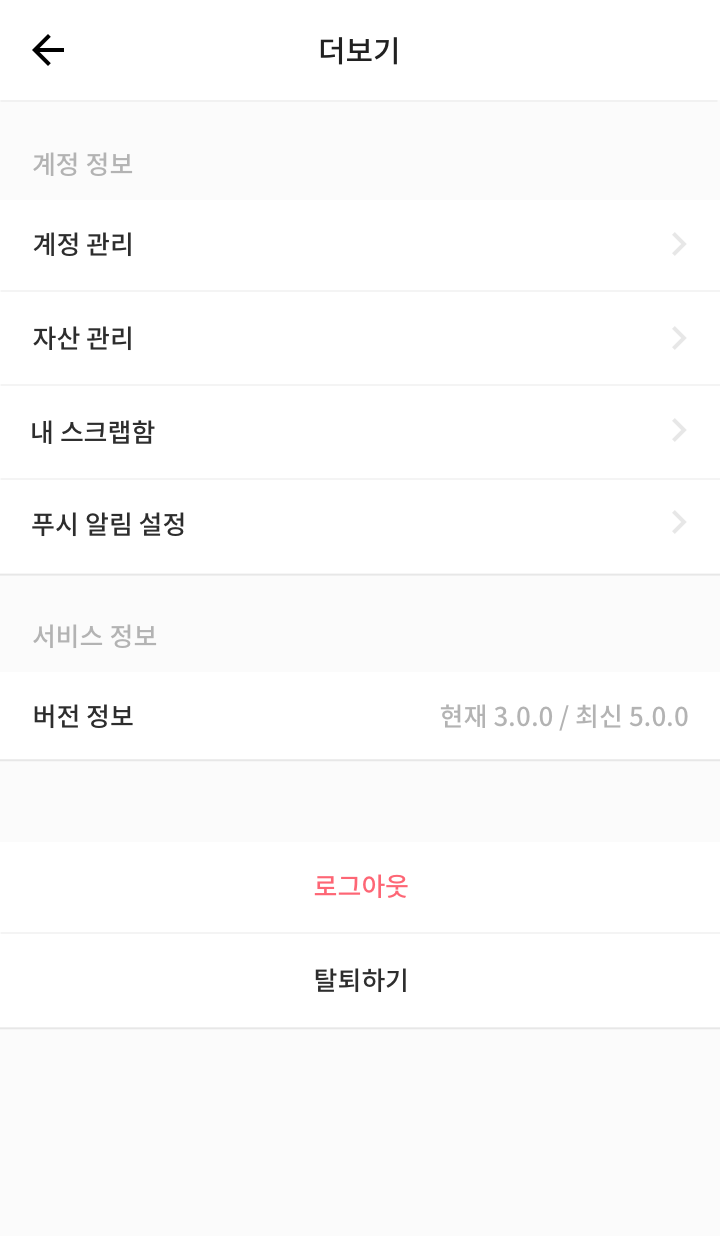 더보기
계정 정보
계정 관리
자산 관리
내 스크랩함
푸시 알림 설정
서비스 정보
버전 정보 현재 3.0.0 / 최신 5.0.0
로그아웃
탈퇴하기